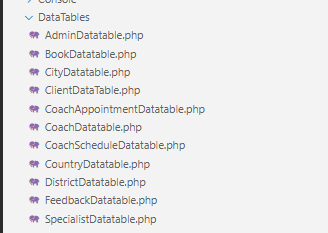 Console
DataTables
AdminDatatable.php
BookDatatable.php
CityDatatable.php
ClientDataTable.php
CoachAppointmentDatatable.php
CoachDatatable.php
CoachScheduleDatatable.php
CountryDatatable.php
DistrictDatatable.php
FeedbackDatatable.php
SpecialistDatatable.php